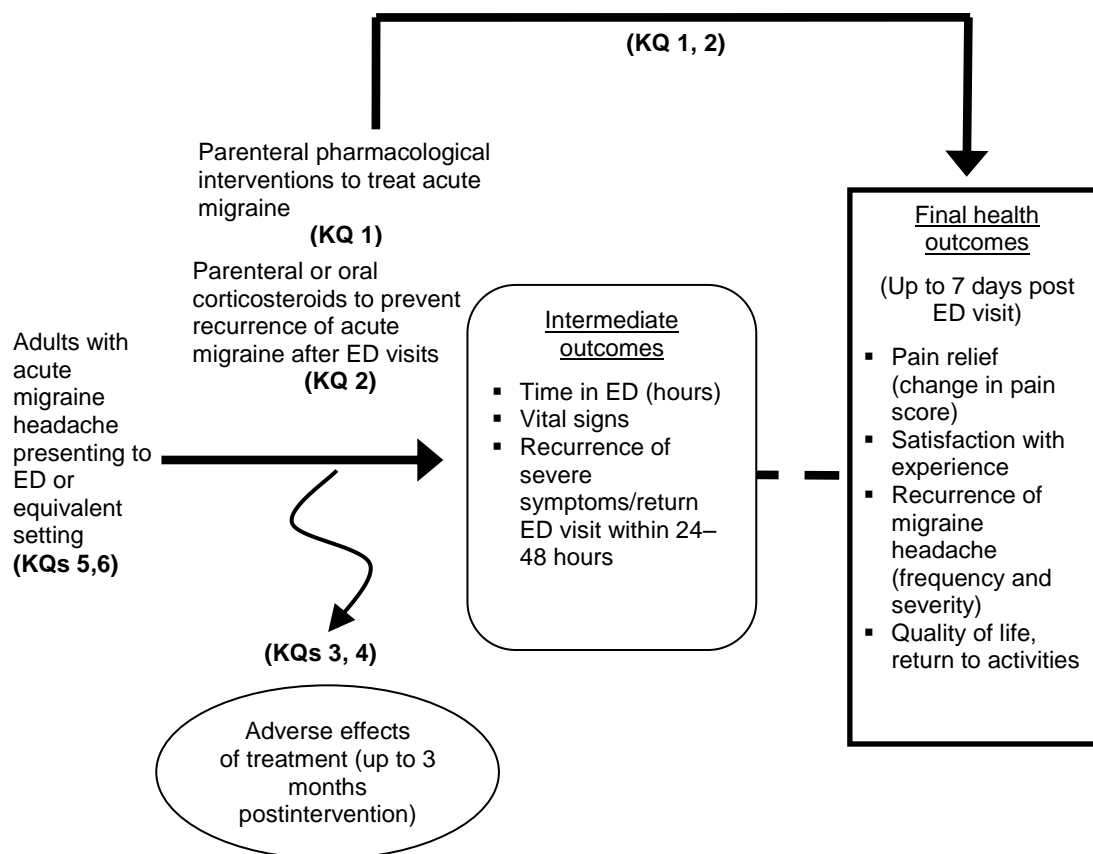 (KQ 1, 2)
Parenteral pharmacological
interventions to treat acute
migraine
(KQ 1)
Parenteral or oral
corticosteroids to prevent
recurrence of acute
migraine after ED visits
(KQ 2)
Adults with
acute
migraine
headache
presenting to
ED or
equivalent
setting
(KQs 5,6)
(KQs 3, 4)
Adverse effects
of treatment (up to 3
months
postintervention)
Intermediate
outcomes
▪ Time in ED (hours)
▪ Vital signs
▪ Recurrence of
severe
symptoms/return
ED visit within 24–
48 hours
Final health
outcomes
(Up to 7 days post
ED visit)
▪ Pain relief
(change in pain
score)
▪ Satisfaction with
experience
▪ Recurrence of
migraine
headache
(frequency and
severity)
▪ Quality of life,
return to activities